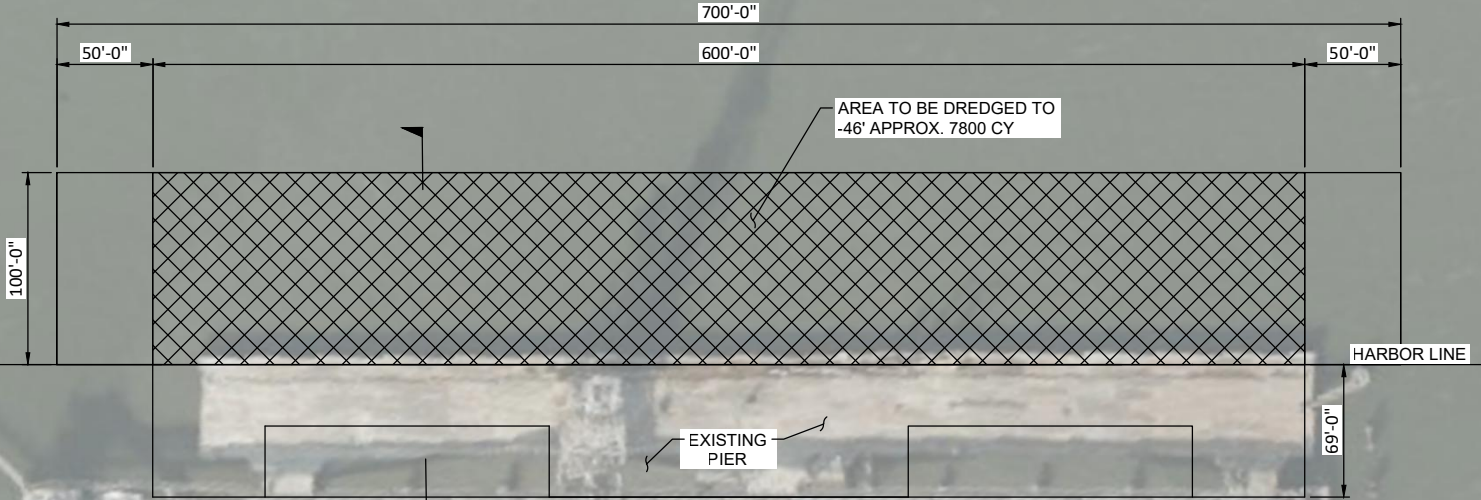 700'-0"
50'-0"
600'-0"
50'-0"
AREA TO BE DREDGED TO
-46' APPROX. 7800 CY
100'-0"
HARBOR LINE
69'-0"
EXISTING
PIER